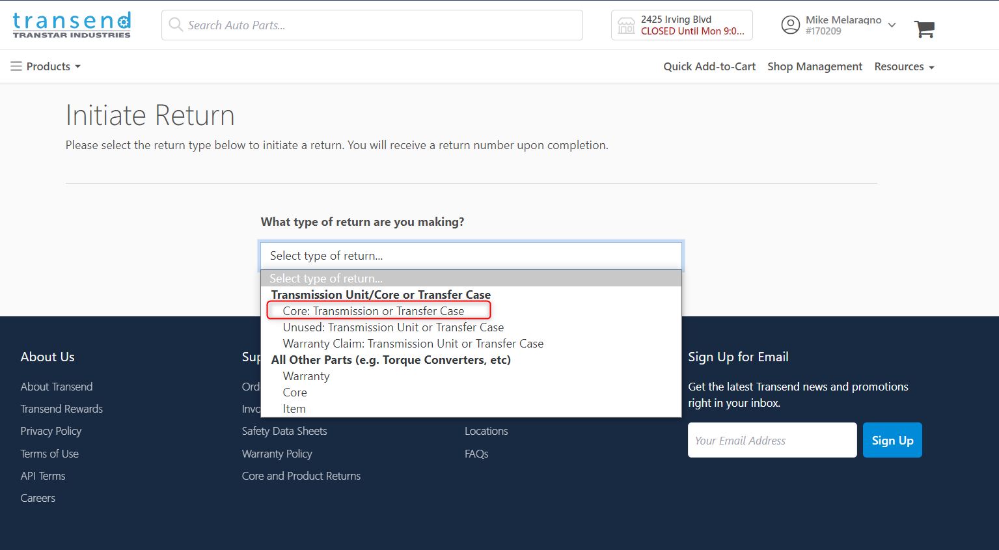 transend
TRANSTAR INDUSTRIES
Search Auto Parts...
2425 Irving Blvd
CLOSED Until Mon 9:0...
Mike Melaragno
#170209
Products
Quick Add-to-Cart
Shop Management
Resources
Initiate Return
Please select the return type below to initiate a return. You will receive a return number upon completion.
What type of return are you making?
Select type of return...
Select type of return...
Transmission Unit/Core or Transfer Case
Core: Transmission or Transfer Case
Unused: Transmission Unit or Transfer Case
Warranty Claim: Transmission Unit or Transfer Case
All Other Parts (e.g. Torque Converters, etc)
Warranty
Core
Item
About Us
About Transend
Transend Rewards
Privacy Policy
Terms of Use
API Terms
Careers
Sup
Ord
Invo
Safety Data Sheets
Warranty Policy
Core and Product Returns
Locations
FAQs
Sign Up for Email
Get the latest Transend news and promotions
right in your inbox.
Your Email Address
Sign Up